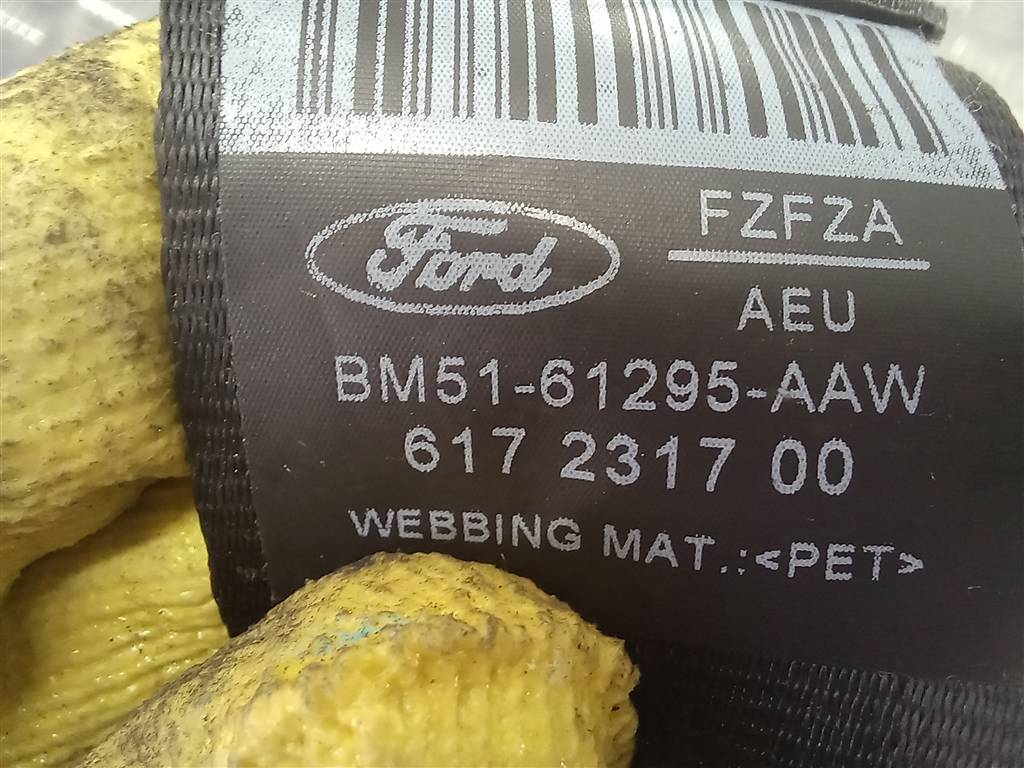 Ford
FZFZA
AEU
BM51-61295-AAW
617 2317 00
WEBBING MAT.:<PET>